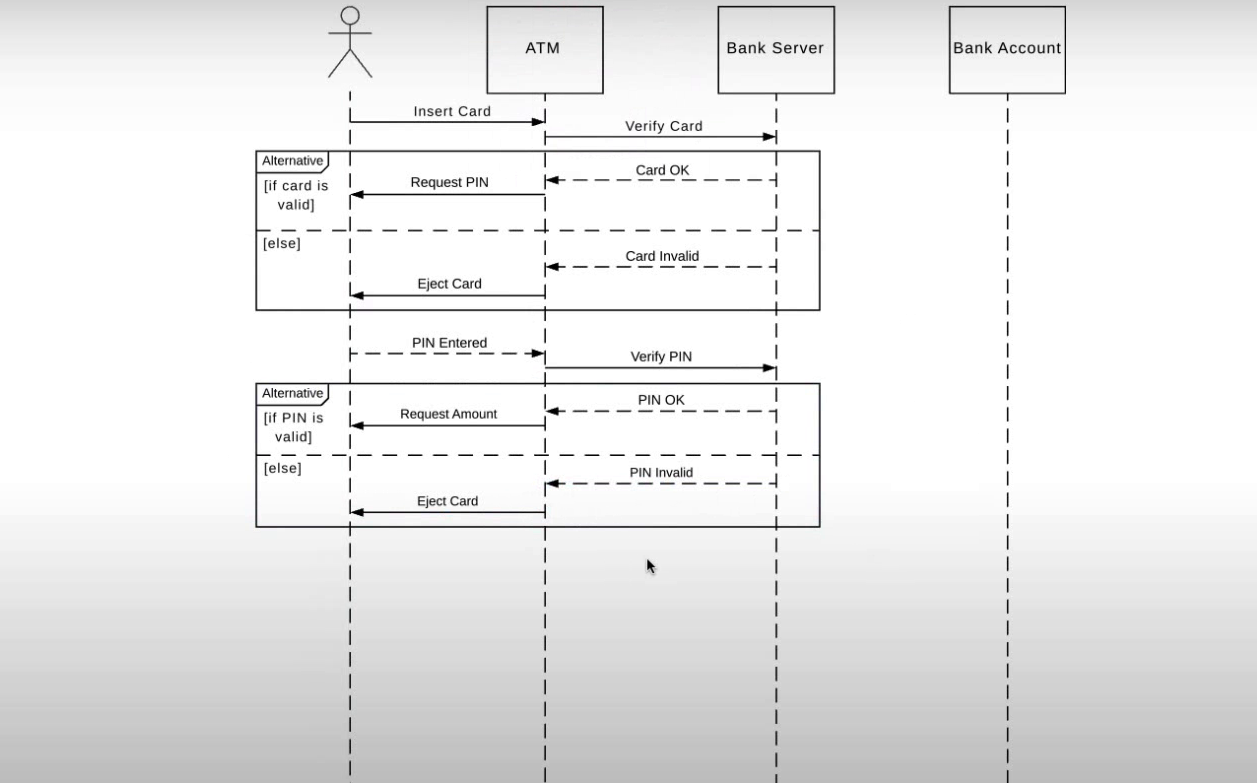 ATM
Bank Server
Bank Account
Insert Card
Verify Card
Alternative
Card OK
Request PIN
[if card is
valid]
[else]
Card Invalid
Eject Card
PIN Entered
Verify PIN
Alternative
PIN OK
Request Amount
[if PIN is
valid]
[else]
PIN Invalid
Eject Card